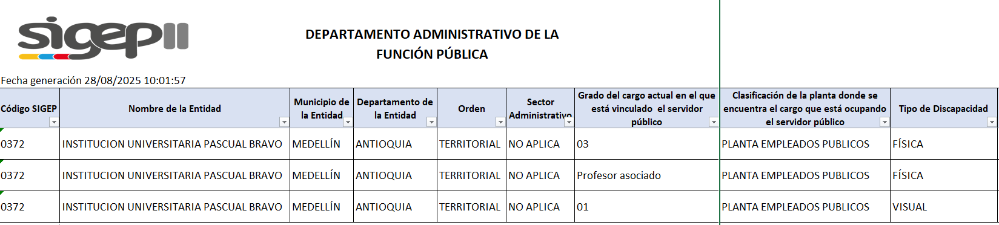 sigep II
DEPARTAMENTO ADMINISTRATIVO DE LA
FUNCIÓN PÚBLICA
Fecha generación 28/08/2025 10:01:57
Código SIGEP
Nombre de la Entidad
Municipio de
la Entidad
Departamento de
la Entidad
Orden
Sector
Administrativo
Grado del cargo actual en el que
está vinculado el servidor
público
Clasificación de la planta donde se
encuentra el cargo que está ocupando
el servidor público
Tipo de Discapacidad
0372 INSTITUCION UNIVERSITARIA PASCUAL BRAVO MEDELLÍN ANTIOQUIA TERRITORIAL NO APLICA 03 PLANTA EMPLEADOS PUBLICOS FÍSICA
0372 INSTITUCION UNIVERSITARIA PASCUAL BRAVO MEDELLÍN ANTIOQUIA TERRITORIAL NO APLICA Profesor asociado PLANTA EMPLEADOS PUBLICOS FÍSICA
0372 INSTITUCION UNIVERSITARIA PASCUAL BRAVO MEDELLÍN ANTIOQUIA TERRITORIAL NO APLICA 01 PLANTA EMPLEADOS PUBLICOS VISUAL